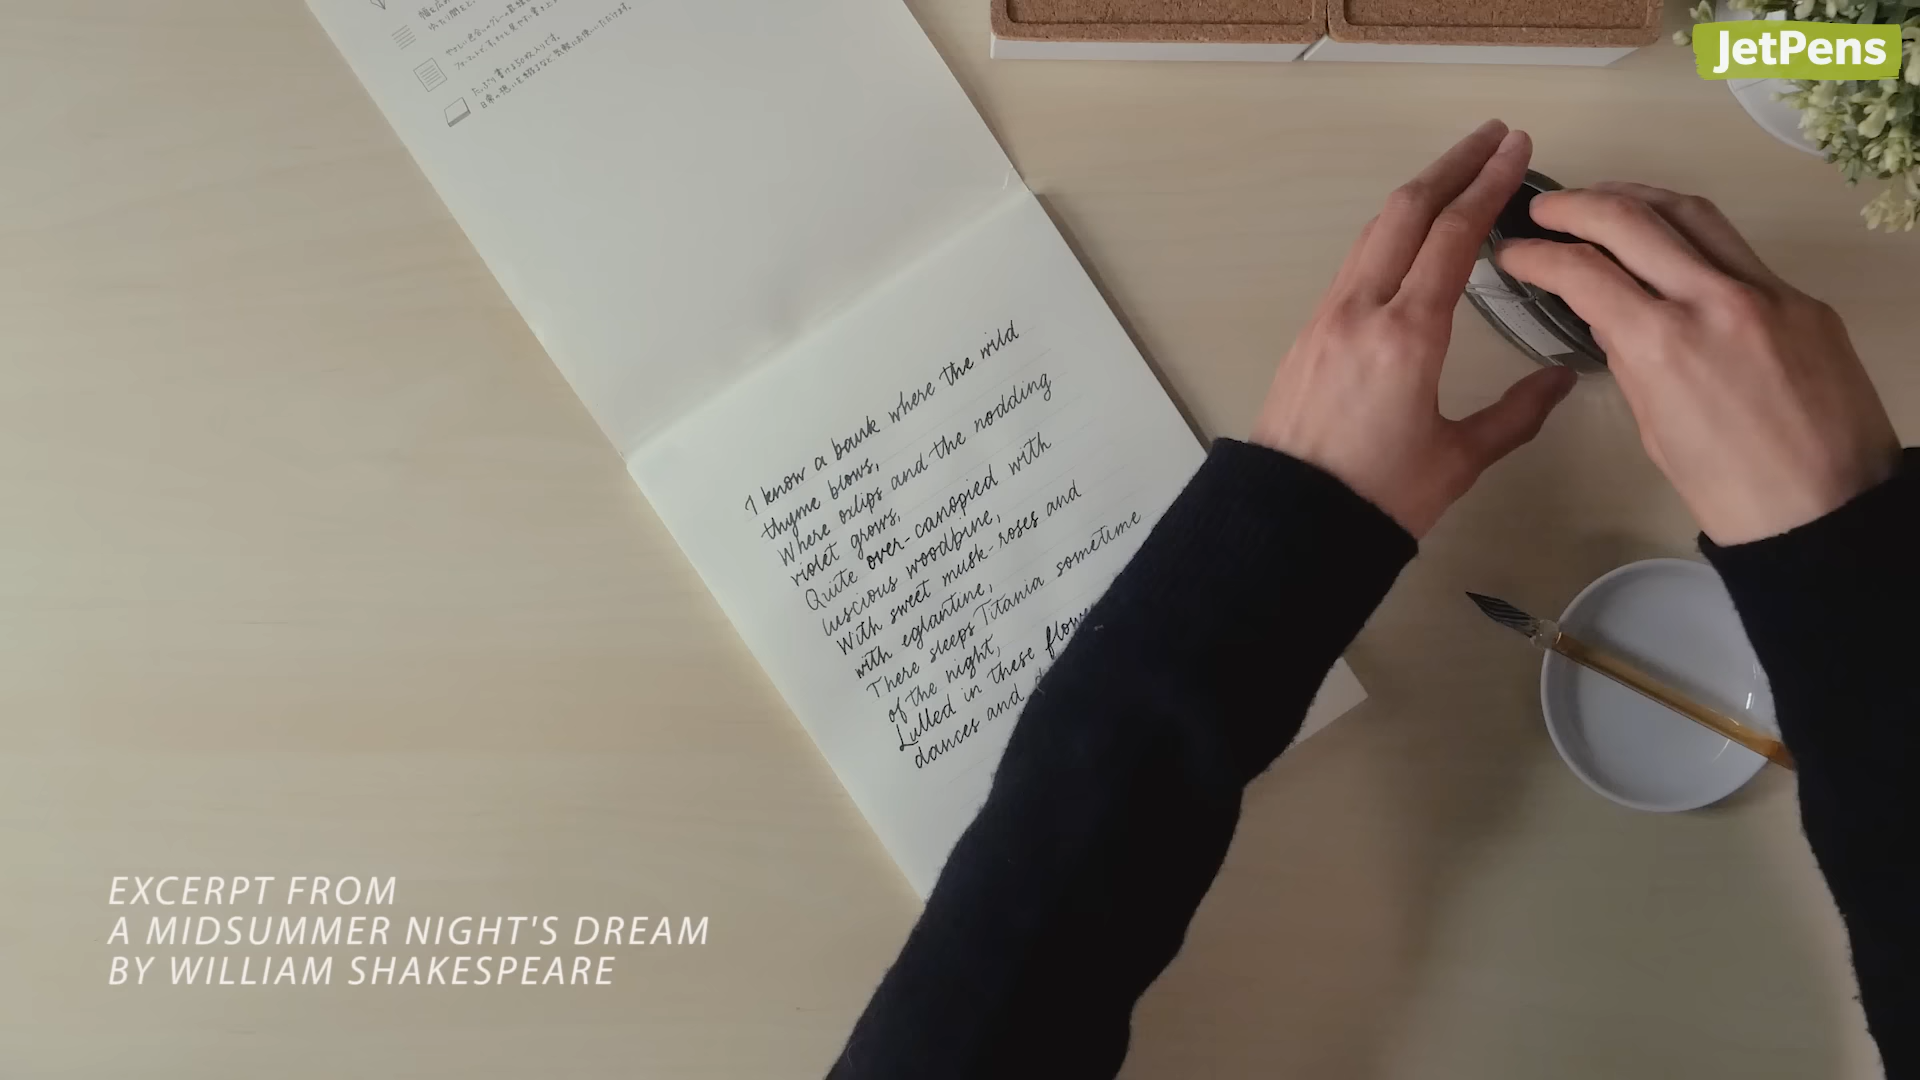 JetPens
I know a bank where the wild
thyme blows,
Where oxlips and the nodding
violet grows,
Quite over-canopied with
luscious woodbine,
With sweet musk-roses and
with eglantine,
There sleeps Titania sometime
of the night,
Lulled in these
dances and
EXCERPT FROM
A MIDSUMMER NIGHT'S DREAM
BY WILLIAM SHAKESPEARE